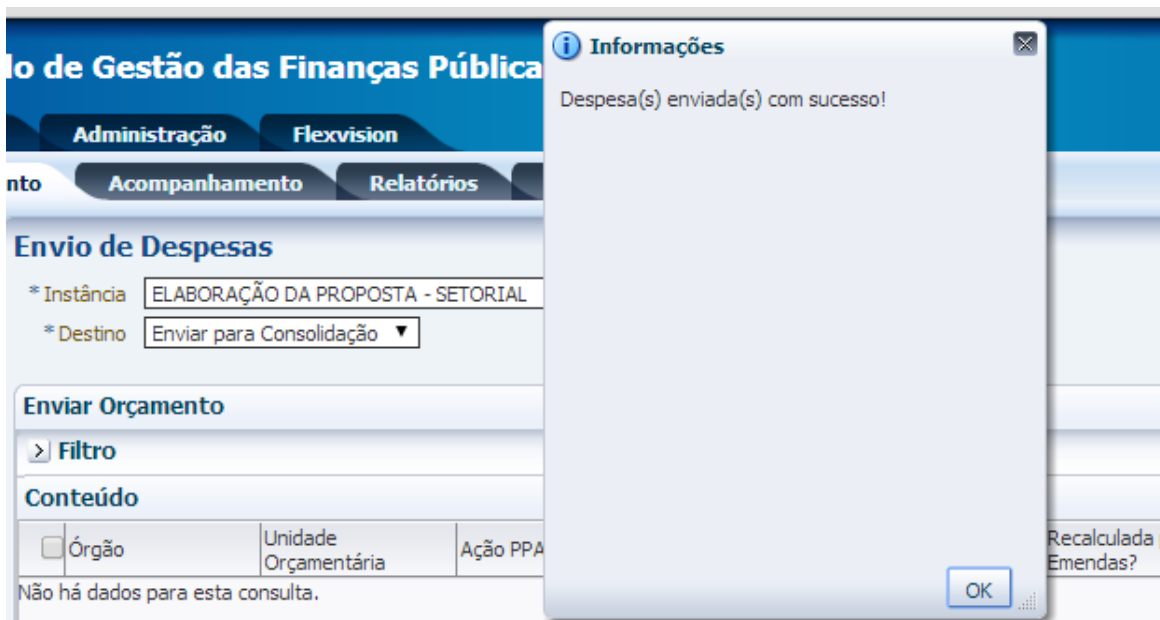 lo de Gestão das Finanças Pública
Administração
Flexvision
nto
Acompanhamento
Relatórios
Envio de Despesas
* Instância ELABORAÇÃO DA PROPOSTA - SETORIAL
* Destino Enviar para Consolidação
Enviar Orçamento
Filtro
Conteúdo
Órgão
Unidade
Orçamentária
Ação PPA
Recalculada
Emendas?
Não há dados para esta consulta.
Informações
Despesa(s) enviada(s) com sucesso!
OK